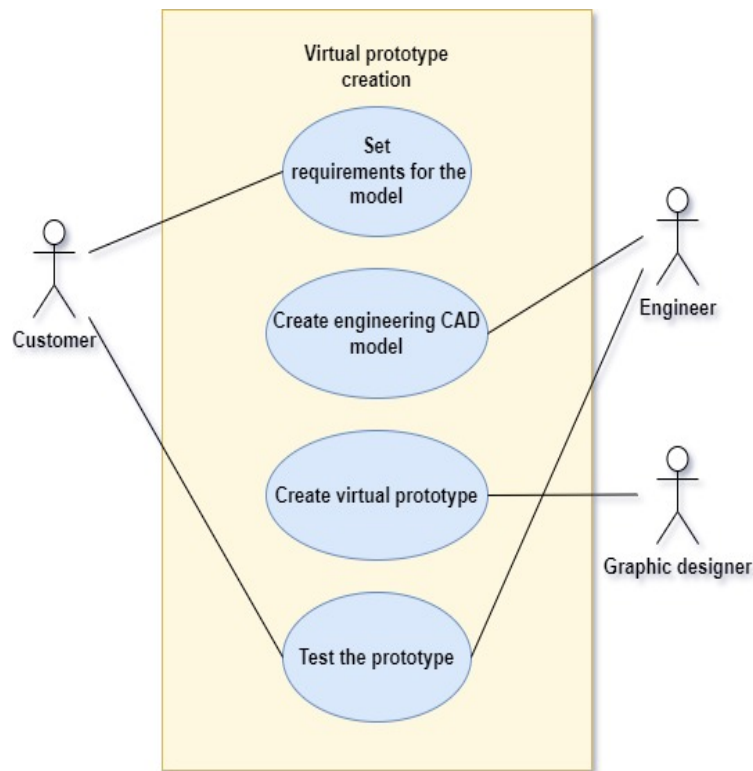 Virtual prototype
creation
Set
requirements for the
model
Customer
Create engineering CAD
model
Engineer
Create virtual prototype
Graphic designer
Test the prototype